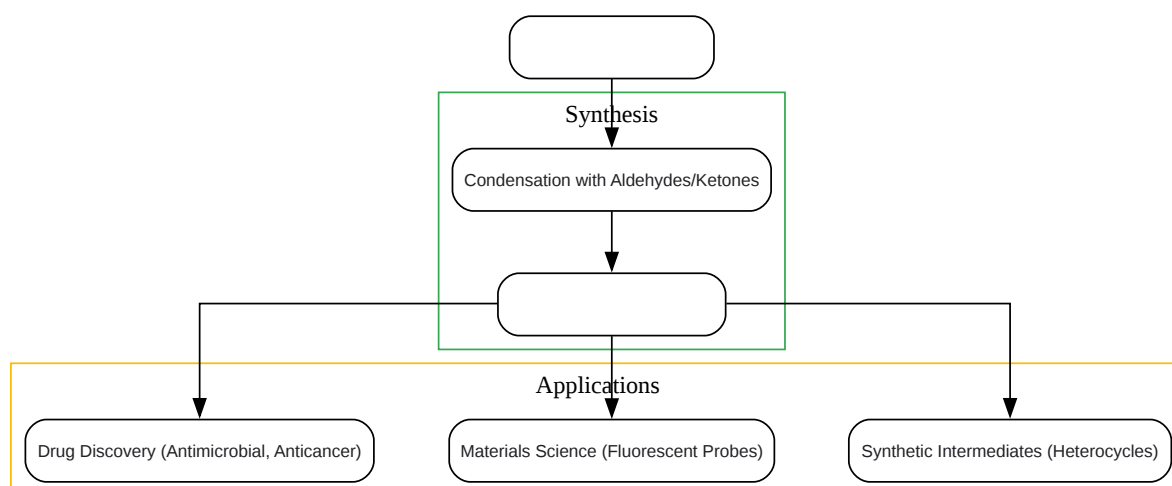 Synthesis
Condensation with Aldehydes/Ketones
Applications
Drug Discovery (Antimicrobial, Anticancer)
Materials Science (Fluorescent Probes)
Synthetic Intermediates (Heterocycles)